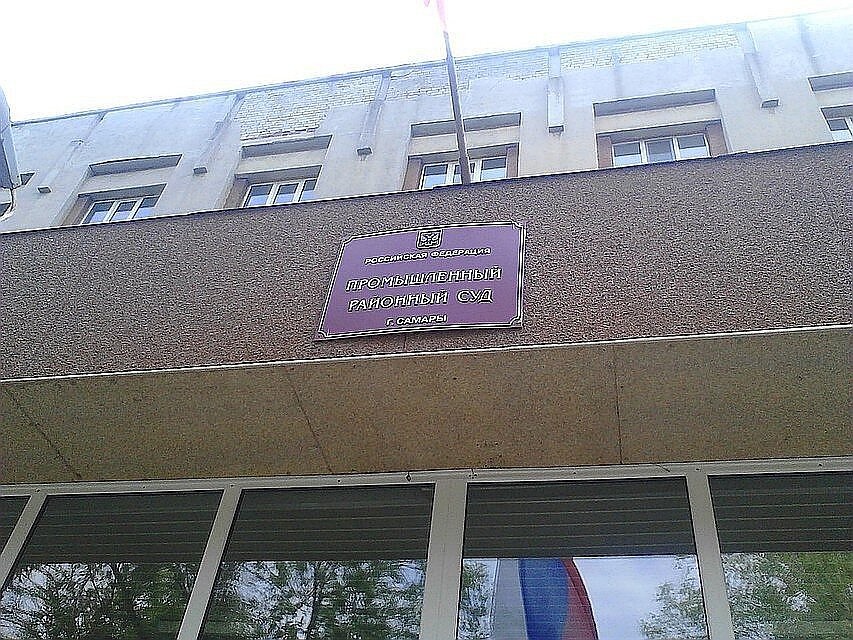 РОССИЙСКАЯ ФЕДЕРАЦИЯ
ПРОМЫШЛЕННЫЙ
РАЙОННЫЙ СУД
Г. САМАРЫ